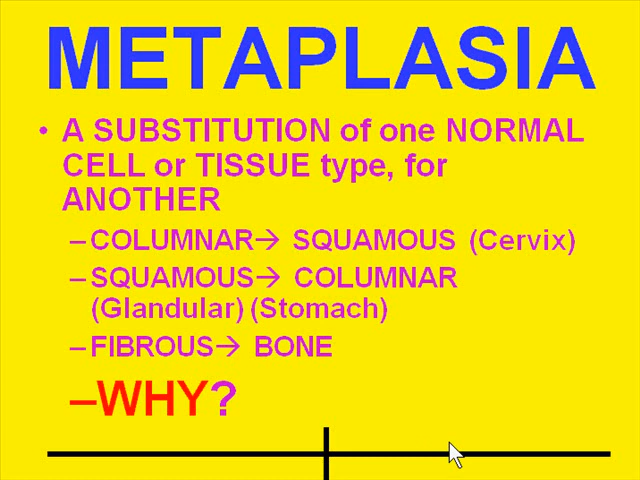 METAPLASIA
• A SUBSTITUTION of one NORMAL
CELL or TISSUE type, for
ANOTHER
–COLUMNAR→ SQUAMOUS (Cervix)
–SQUAMOUS→ COLUMNAR
(Glandular) (Stomach)
–FIBROUS→ BONE
–WHY?